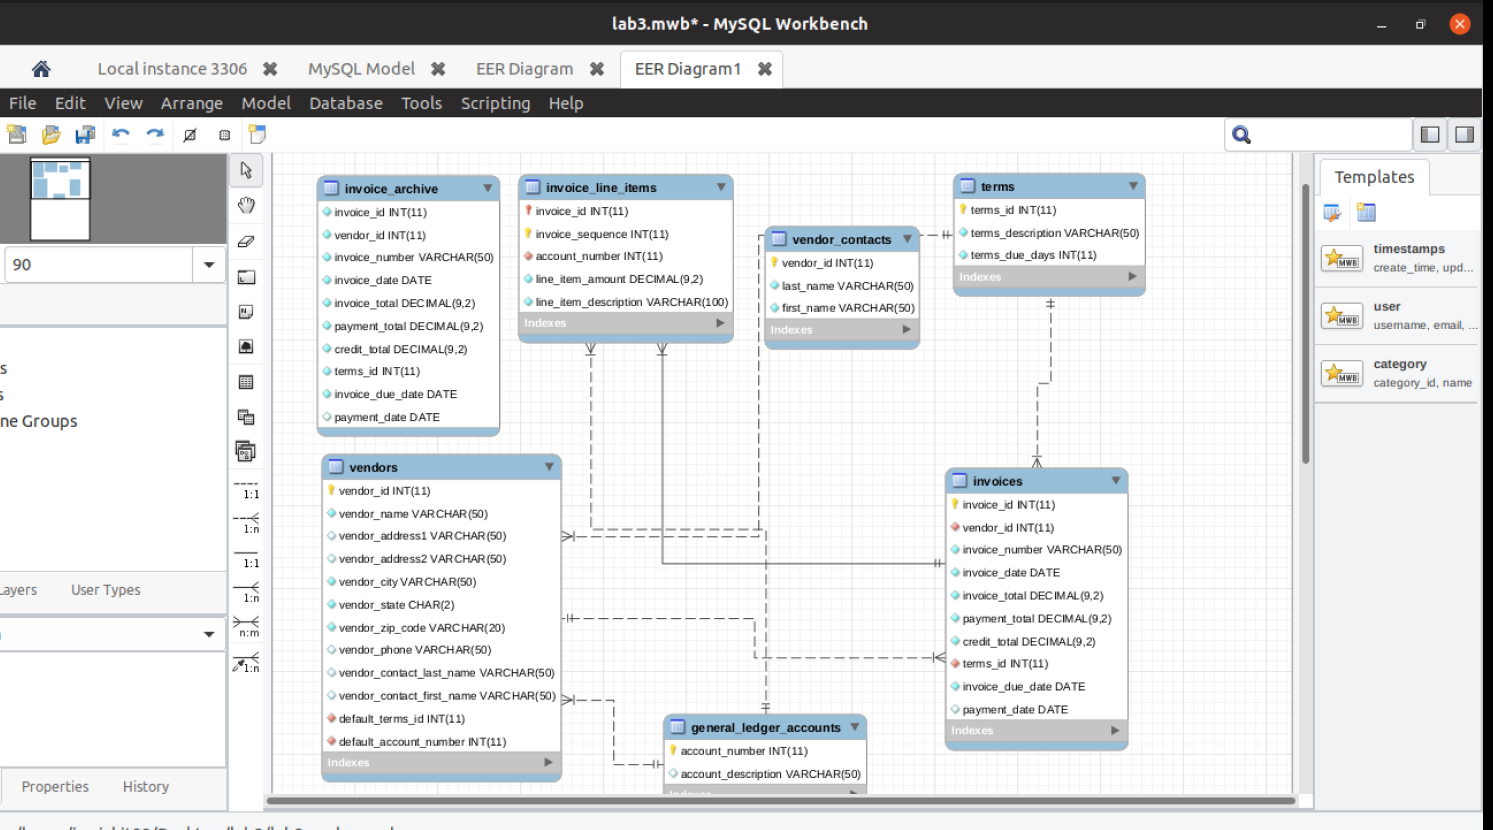 lab3.mwb* - MySQL Workbench
Local instance 3306
MySQL Model
EER Diagram
EER Diagram1
File Edit View Arrange Model Database Tools Scripting Help
90
ne Groups
User Types
Properties
History
1:1
1:n
1:1
1:n
n:m
1:n
invoice_archive
invoice_id INT(11)
vendor_id INT(11)
invoice_number VARCHAR(50)
invoice_date DATE
invoice_total DECIMAL(9,2)
payment_total DECIMAL(9,2)
credit_total DECIMAL(9,2)
terms_id INT(11)
invoice_due_date DATE
payment_date DATE
invoice_line_items
invoice_id INT(11)
invoice_sequence INT(11)
account_number INT(11)
line_item_amount DECIMAL(9,2)
line_item_description VARCHAR(100)
Indexes
vendor_contacts
vendor_id INT(11)
last_name VARCHAR(50)
first_name VARCHAR(50)
Indexes
terms
terms_id INT(11)
terms_description VARCHAR(50)
terms_due_days INT(11)
Indexes
vendors
vendor_id INT(11)
vendor_name VARCHAR(50)
vendor_address1 VARCHAR(50)
vendor_address2 VARCHAR(50)
vendor_city VARCHAR(50)
vendor_state CHAR(2)
vendor_zip_code VARCHAR(20)
vendor_phone VARCHAR(50)
vendor_contact_last_name VARCHAR(50)
vendor_contact_first_name VARCHAR(50)
default_terms_id INT(11)
default_account_number INT(11)
Indexes
general_ledger_accounts
account_number INT(11)
account_description VARCHAR(50)
invoices
invoice_id INT(11)
vendor_id INT(11)
invoice_number VARCHAR(50)
invoice_date DATE
invoice_total DECIMAL(9,2)
payment_total DECIMAL(9,2)
credit_total DECIMAL(9,2)
terms_id INT(11)
invoice_due_date DATE
payment_date DATE
Indexes
Templates
timestamps
create_time, upd...
user
username, email, ...
category
category_id, name
MWB
MWB
MWB